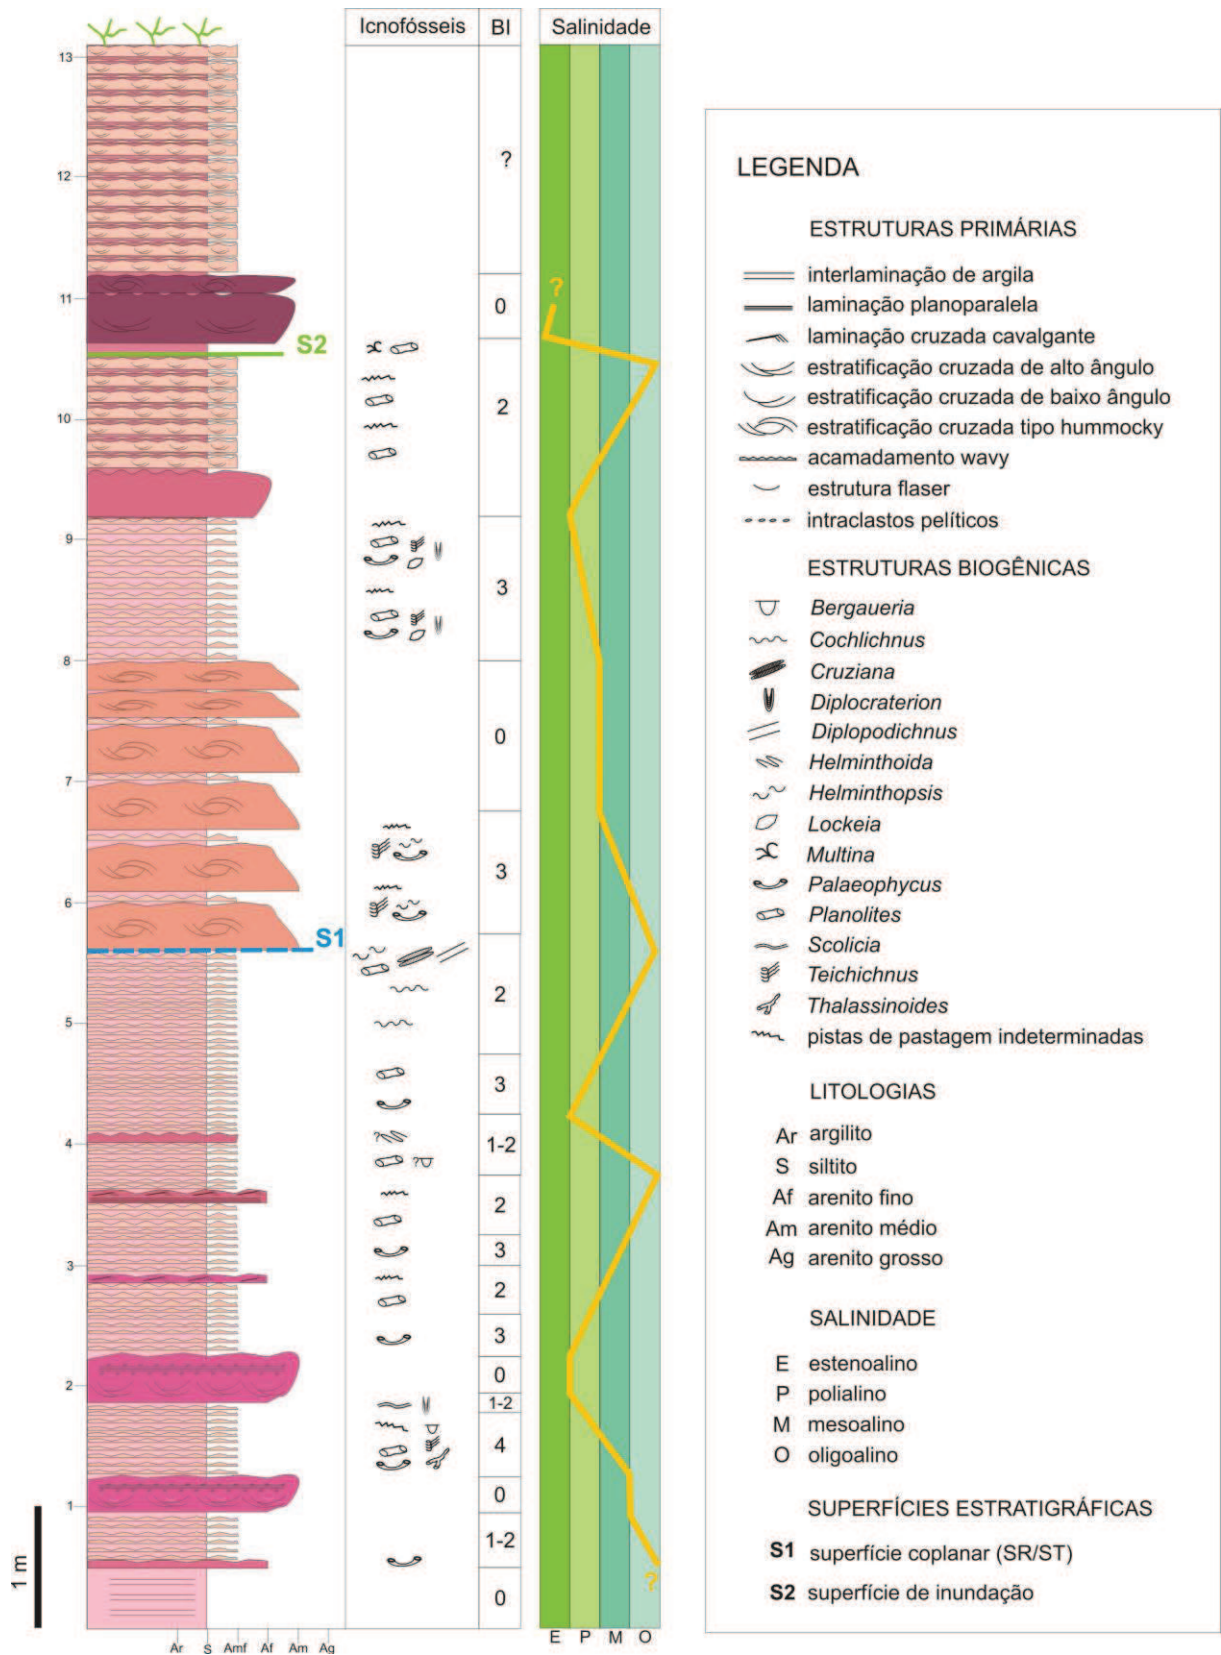 Icnofósseis BI Salinidade
13
12
11
10
9
8
7
6
5
4
3
2
1
1 m
S2
S1
?
0
2
3
0
3
2
3
1-2
2
3
2
3
0
1-2
4
0
1-2
0
?
?
?
?
Ar S Amf Af Am Ag
E P M O
LEGENDA
ESTRUTURAS PRIMÁRIAS
interlaminação de argila
laminação planoparalela
laminação cruzada cavalgante
estratificação cruzada de alto ângulo
estratificação cruzada de baixo ângulo
estratificação cruzada tipo hummocky
acamadamento wavy
estrutura flaser
intraclastos pelíticos
ESTRUTURAS BIOGÊNICAS
Bergaueria
Cochlichnus
Cruziana
Diplocraterion
Diplopodichnus
Helminthoida
Helminthopsis
Lockeia
Multina
Palaeophycus
Planolites
Scolicia
Teichichnus
Thalassinoides
pistas de pastagem indeterminadas
LITOLOGIAS
Ar argilito
S siltito
Af arenito fino
Am arenito médio
Ag arenito grosso
SALINIDADE
E estenoalino
P polialino
M mesoalino
O oligoalino
SUPERFÍCIES ESTRATIGRÁFICAS
S1 superfície coplanar (SR/ST)
S2 superfície de inundação